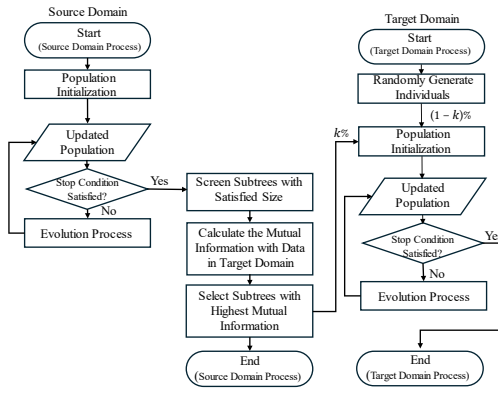 Source Domain
Start
(Source Domain Process)
Population
Initialization
Updated
Population
Stop Condition
Satisfied?
Yes
No
Evolution Process
Screen Subtrees with
Satisfied Size
Calculate the Mutual
Information with Data
in Target Domain
Select Subtrees with
Highest Mutual
Information
End
(Source Domain Process)
Target Domain
Start
(Target Domain Process)
Randomly Generate
Individuals
(1 − k)%
k%
Population
Initialization
Updated
Population
Stop Condition
Satisfied?
Ye
No
Evolution Process
End
(Target Domain Process)